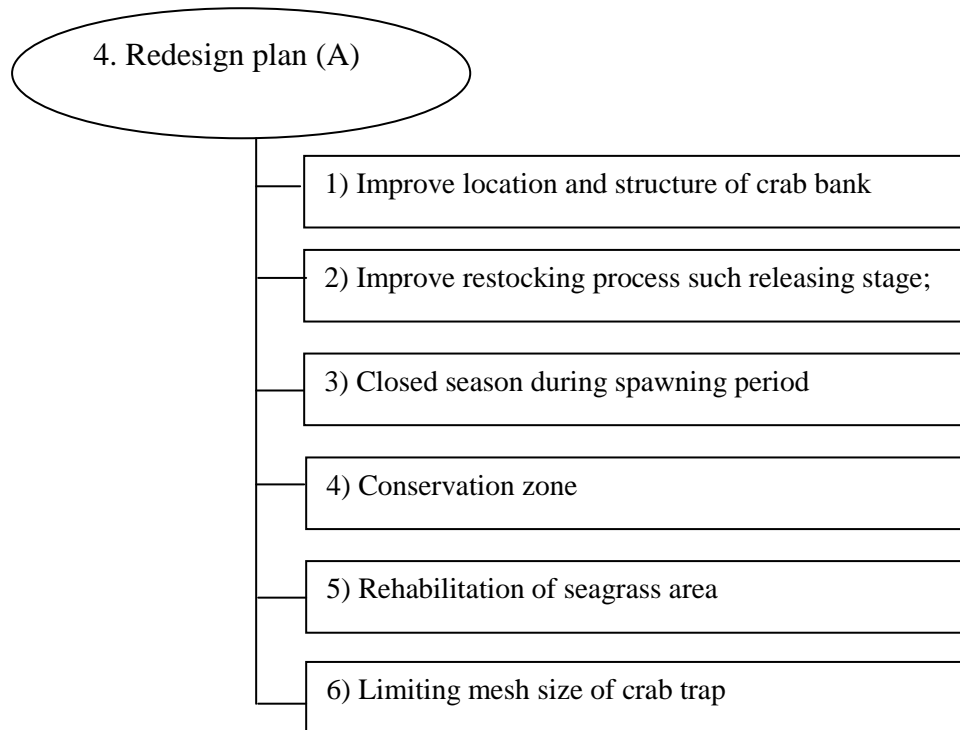 4. Redesign plan (A)
1) Improve location and structure of crab bank
2) Improve restocking process such releasing stage;
3) Closed season during spawning period
4) Conservation zone
5) Rehabilitation of seagrass area
6) Limiting mesh size of crab trap